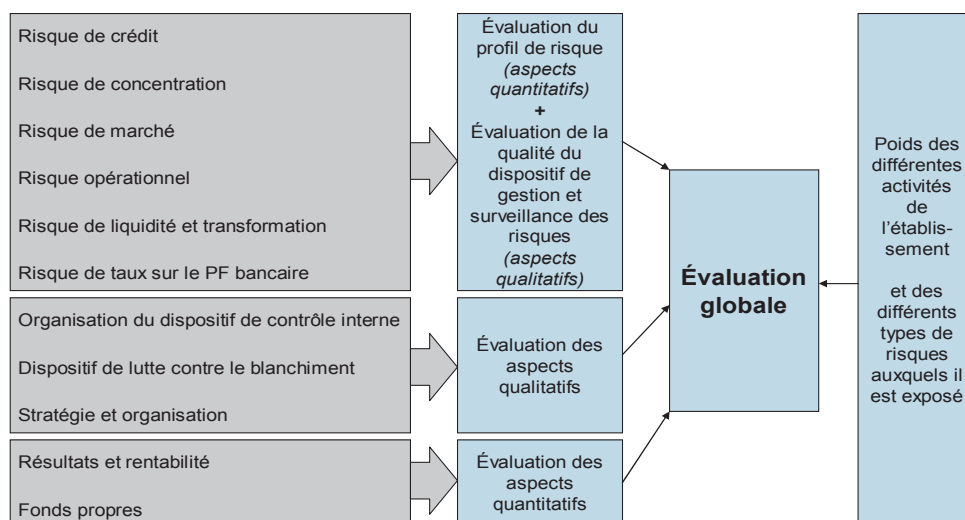 Risque de crédit
Risque de concentration
Risque de marché
Risque opérationnel
Risque de liquidité et transformation
Risque de taux sur le PF bancaire
Évaluation du
profil de risque
(aspects
quantitatifs)
+
Évaluation de la
qualité du
dispositif de
gestion et
surveillance des
risques
(aspects
qualitatifs)
Organisation du dispositif de contrôle interne
Dispositif de lutte contre le blanchiment
Stratégie et organisation
Évaluation des
aspects
qualitatifs
Résultats et rentabilité
Fonds propres
Évaluation des
aspects
quantitatifs
Évaluation
globale
Poids des
différentes
activités
de
l'établis-
sement
et des
différents
types de
risques
auxquels il
est exposé